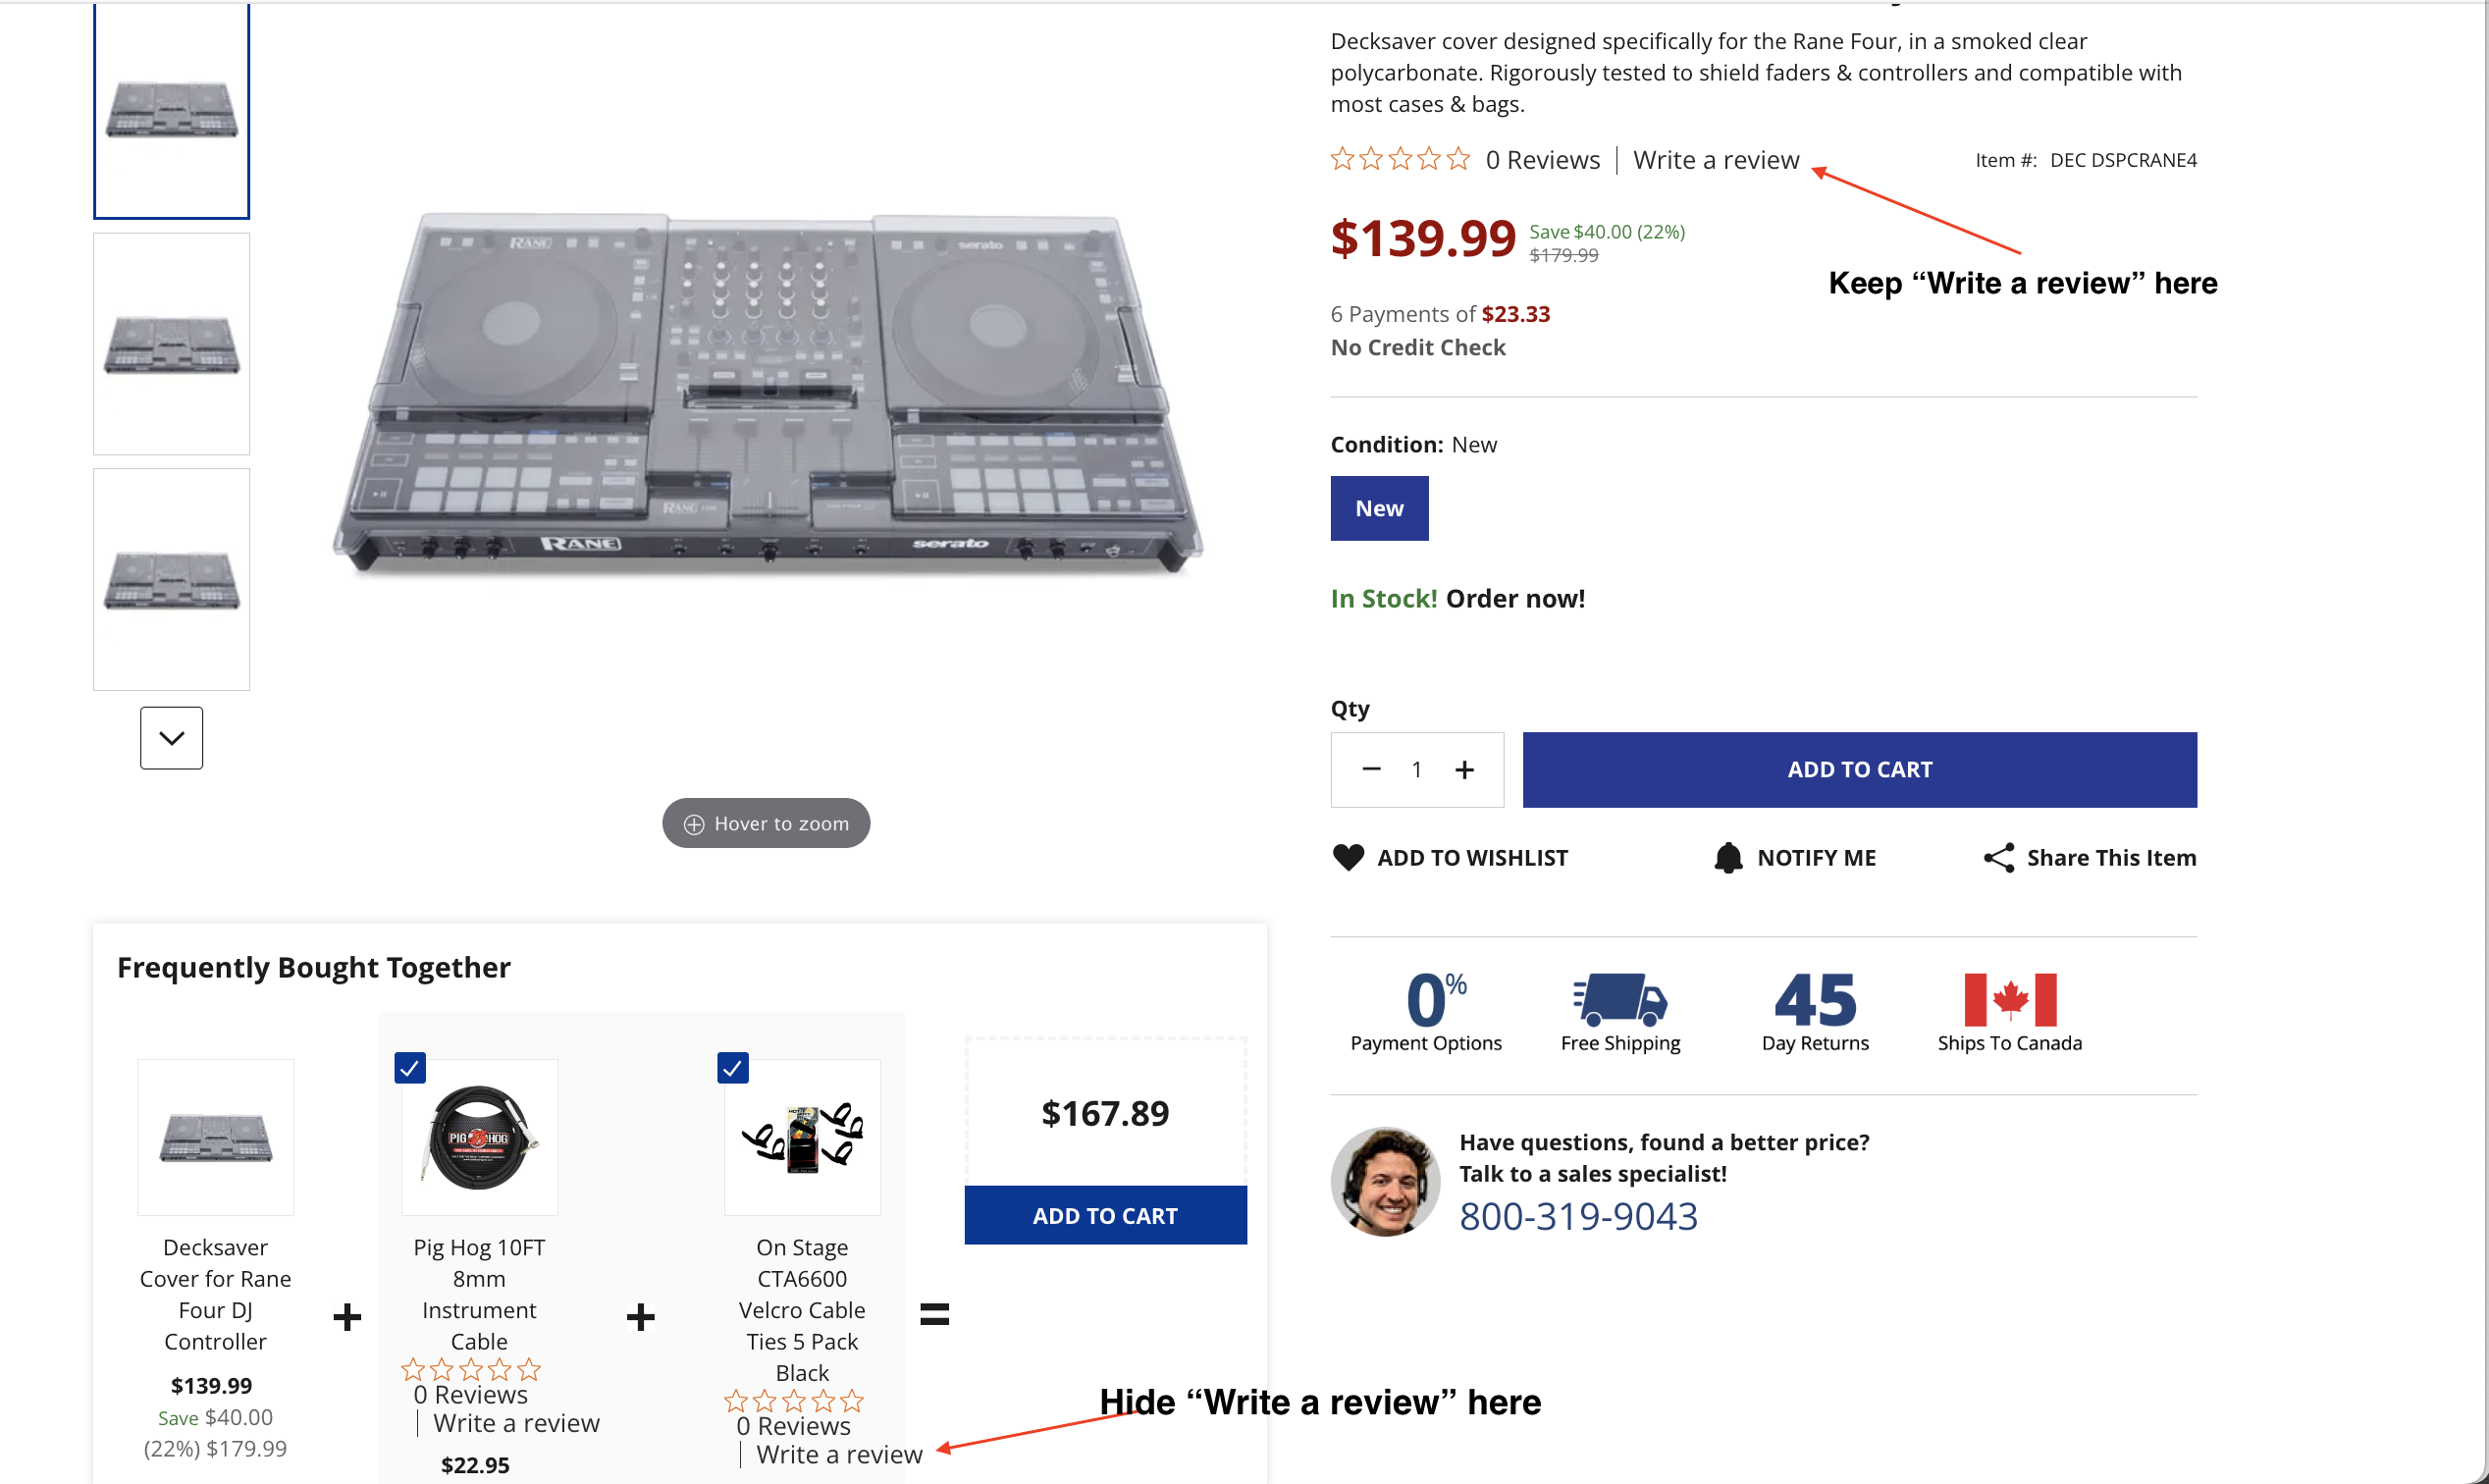 Decksaver cover designed specifically for the Rane Four, in a smoked clear
polycarbonate. Rigorously tested to shield faders & controllers and compatible with
most cases & bags.
0 Reviews | Write a review
Item #: DEC DSPCRANE4
$139.99
Save $40.00 (22%)
$179.99
Keep “Write a review” here
6 Payments of $23.33
No Credit Check
Condition: New
New
In Stock! Order now!
Qty
− 1 +
ADD TO CART
ADD TO WISHLIST
NOTIFY ME
Share This Item
0%
Payment Options
Free Shipping
45
Day Returns
Ships To Canada
Have questions, found a better price?
Talk to a sales specialist!
800-319-9043
RANE
serato
RANE
RANE
serato
Hover to zoom
Frequently Bought Together
Decksaver
Cover for Rane
Four DJ
Controller
$139.99
Save $40.00
(22%) $179.99
+
PIG HOG
Pig Hog 10FT
8mm
Instrument
Cable
0 Reviews
| Write a review
$22.95
+
On Stage
CTA6600
Velcro Cable
Ties 5 Pack
Black
0 Reviews
| Write a review
=
$167.89
ADD TO CART
Hide “Write a review” here